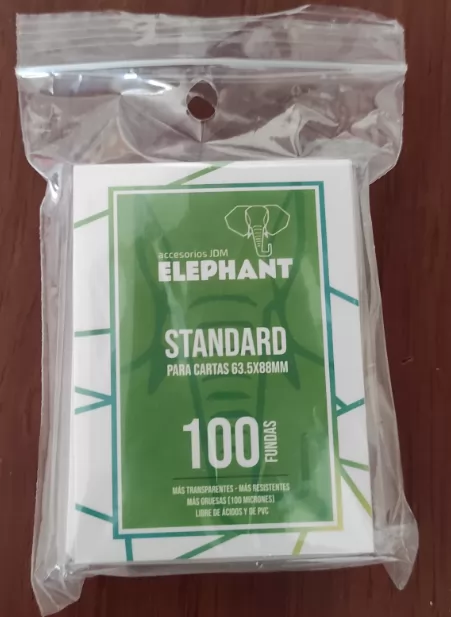 accesorios JDM
ELEPHANT
STANDARD
PARA CARTAS 63.5X88MM
100
FUNDAS
MÁS TRANSPARENTES - MÁS RESISTENTES
MÁS GRUESAS (100 MICRONES)
LIBRE DE ÁCIDOS Y DE PVC